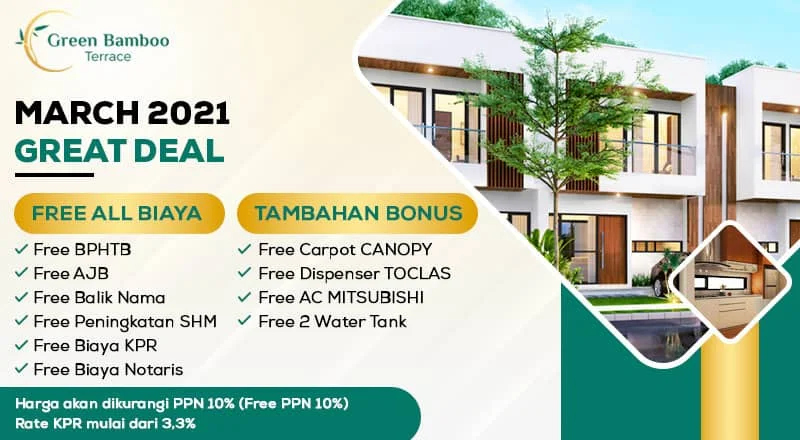 Green Bamboo
Terrace
MARCH 2021
GREAT DEAL
FREE ALL BIAYA
Free BPHTB
Free AJB
Free Balik Nama
Free Peningkatan SHM
Free Biaya KPR
Free Biaya Notaris
TAMBAHAN BONUS
Free Carpot CANOPY
Free Dispenser TOCLAS
Free AC MITSUBISHI
Free 2 Water Tank
Harga akan dikurangi PPN 10% (Free PPN 10%)
Rate KPR mulai dari 3,3%